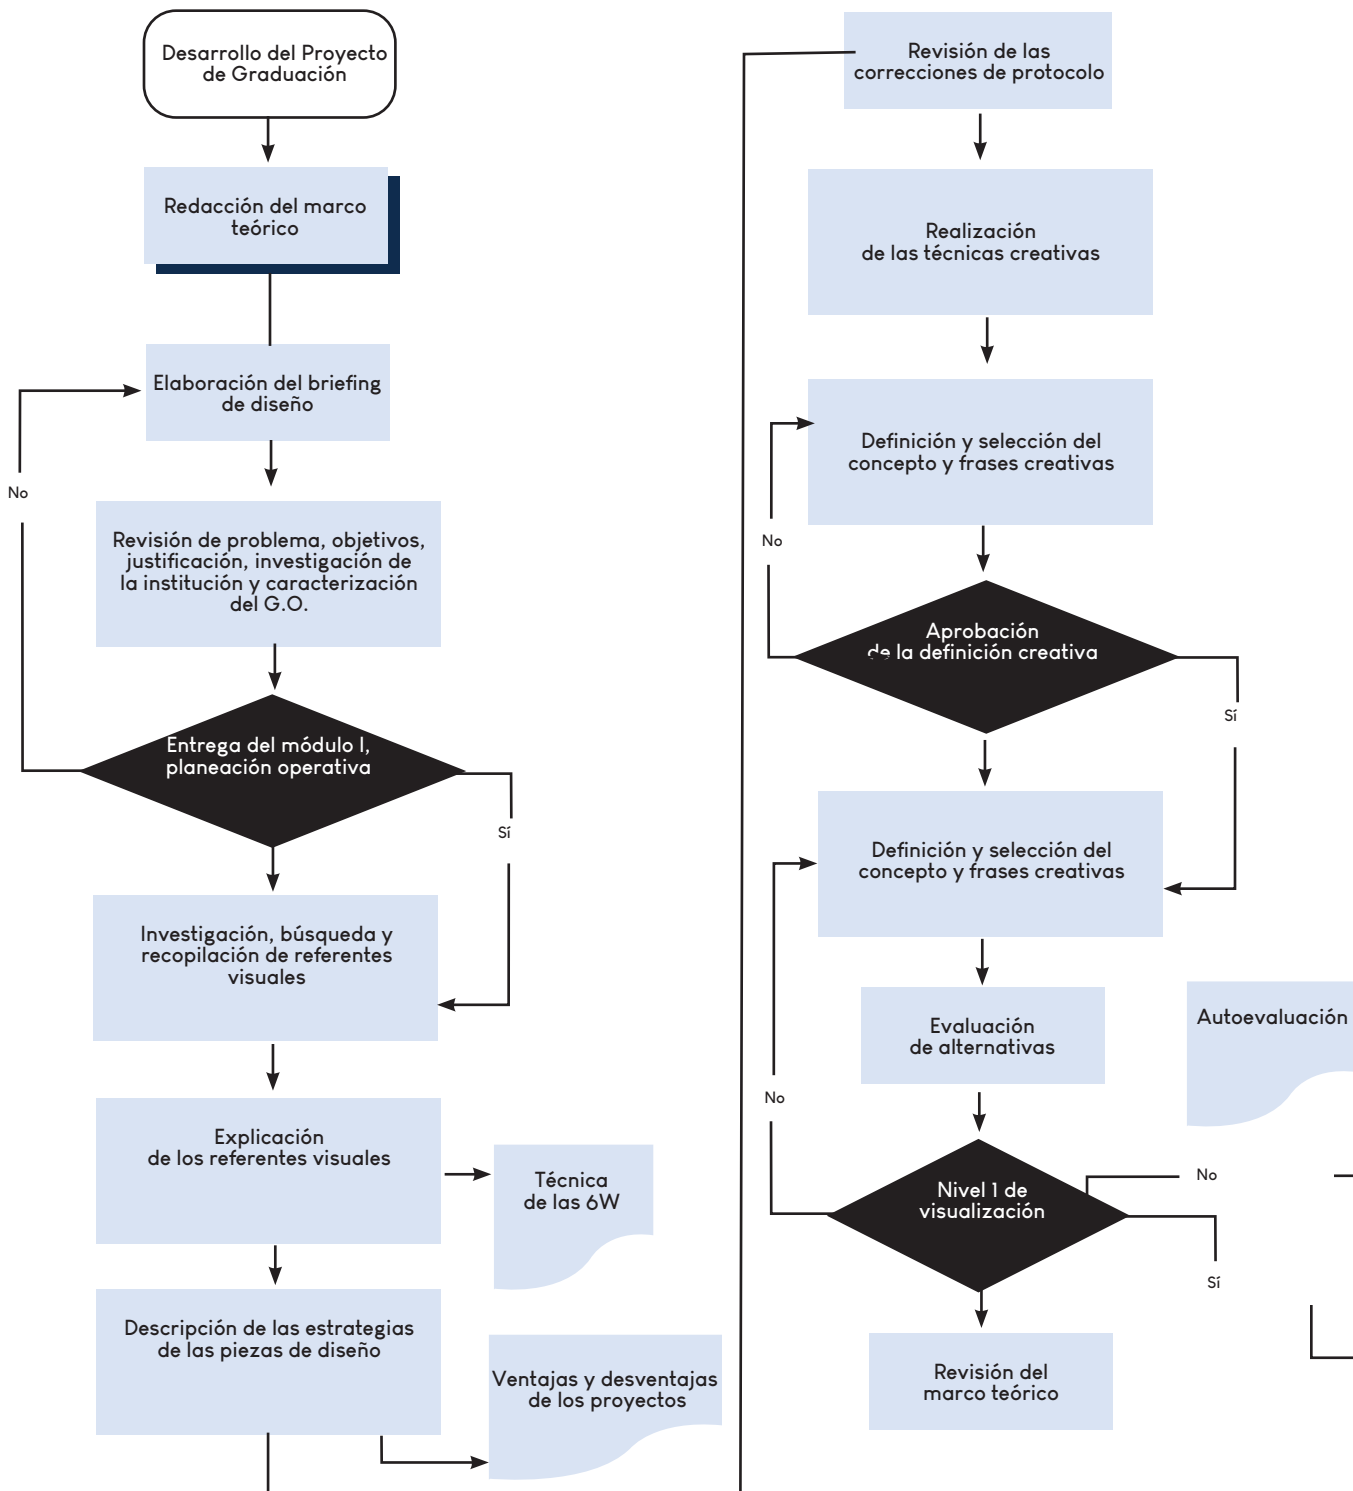 Desarrollo del Proyecto
de Graduación
Redacción del marco
teórico
Elaboración del briefing
de diseño
No
Revisión de problema, objetivos,
justificación, investigación de
la institución y caracterización
del G.O.
Entrega del módulo I,
planeación operativa
Sí
Investigación, búsqueda y
recopilación de referentes
visuales
Explicación
de los referentes visuales
Técnica
de las 6W
Descripción de las estrategias
de las piezas de diseño
Ventajas y desventajas
de los proyectos
Revisión de las
correcciones de protocolo
Realización
de las técnicas creativas
Definición y selección del
concepto y frases creativas
No
Aprobación
de la definición creativa
Sí
Definición y selección del
concepto y frases creativas
Evaluación
de alternativas
Autoevaluación
No
Nivel 1 de
visualización
No
Sí
Revisión del
marco teórico